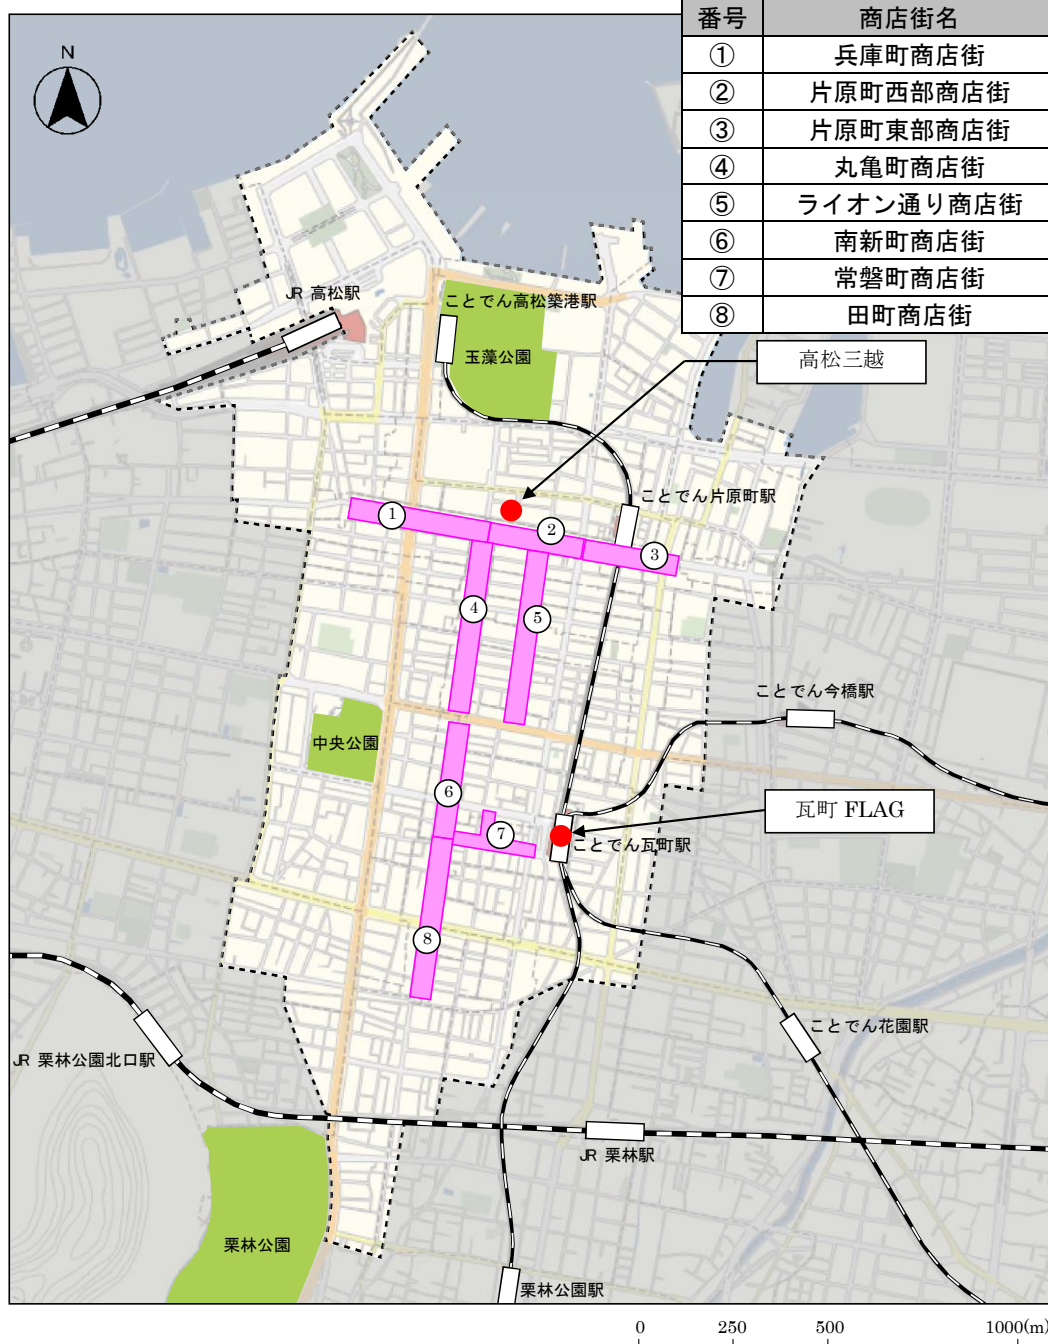 番号 商店街名
① 兵庫町商店街
② 片原町西部商店街
③ 片原町東部商店街
④ 丸亀町商店街
⑤ ライオン通り商店街
⑥ 南新町商店街
⑦ 常磐町商店街
⑧ 田町商店街
N
JR 高松駅
ことでん高松築港駅
玉藻公園
高松三越
ことでん片原町駅
1
2
3
4
5
ことでん今橋駅
中央公園
6
瓦町 FLAG
7
ことでん瓦町駅
8
ことでん花園駅
JR 栗林公園北口駅
JR 栗林駅
栗林公園
栗林公園駅
0 250 500 1000(m)